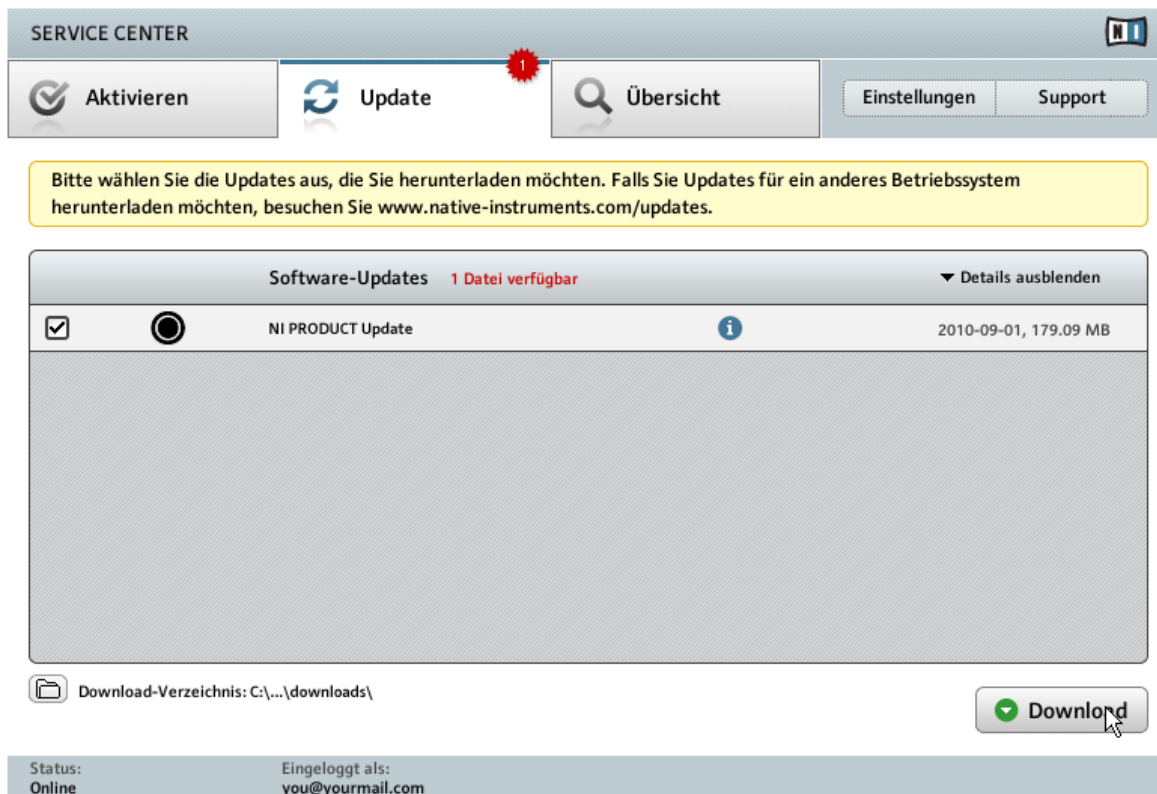 SERVICE CENTER
NI
Aktivieren
Update
1
Übersicht
Einstellungen
Support
Bitte wählen Sie die Updates aus, die Sie herunterladen möchten. Falls Sie Updates für ein anderes Betriebssystem
herunterladen möchten, besuchen Sie www.native-instruments.com/updates.
Software-Updates 1 Datei verfügbar
Details ausblenden
NI PRODUCT Update
i
2010-09-01, 179.09 MB
Download-Verzeichnis: C:\...\downloads\
Download
Status:
Online
Eingeloggt als:
you@yourmail.com